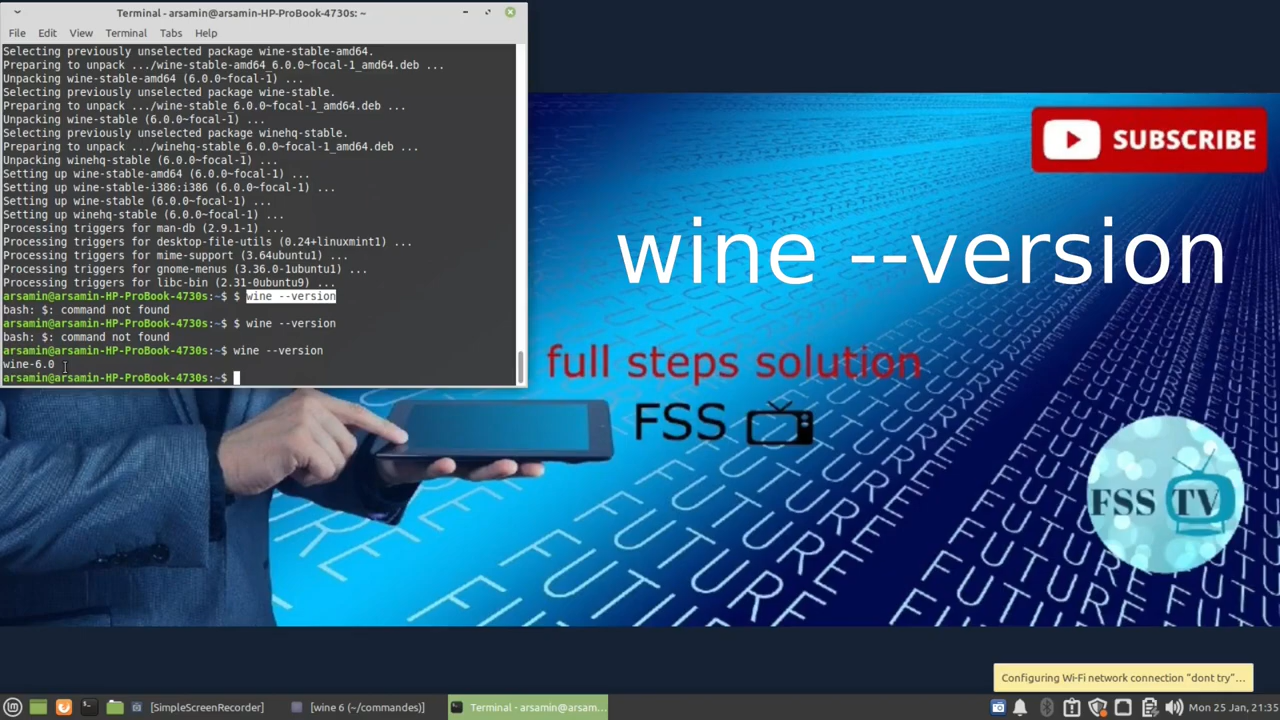 Terminal - arsamin@arsamin-HP-ProBook-4730s: ~
File Edit View Terminal Tabs Help
Selecting previously unselected package wine-stable-amd64.
Preparing to unpack .../wine-stable-amd64_6.0.0~focal-1_amd64.deb ...
Unpacking wine-stable-amd64 (6.0.0~focal-1) ...
Selecting previously unselected package wine-stable.
Preparing to unpack .../wine-stable_6.0.0~focal-1_amd64.deb ...
Unpacking wine-stable (6.0.0~focal-1) ...
Selecting previously unselected package winehq-stable.
Preparing to unpack .../winehq-stable_6.0.0~focal-1_amd64.deb ...
Unpacking winehq-stable (6.0.0~focal-1) ...
Setting up wine-stable-amd64 (6.0.0~focal-1) ...
Setting up wine-stable-i386:i386 (6.0.0~focal-1) ...
Setting up wine-stable (6.0.0~focal-1) ...
Setting up winehq-stable (6.0.0~focal-1) ...
Processing triggers for man-db (2.9.1-1) ...
Processing triggers for desktop-file-utils (0.24+linuxmint1) ...
Processing triggers for mime-support (3.64ubuntu1) ...
Processing triggers for gnome-menus (3.36.0-1ubuntu1) ...
Processing triggers for libc-bin (2.31-0ubuntu9) ...
arsamin@arsamin-HP-ProBook-4730s:~$ $ wine --version
bash: $: command not found
arsamin@arsamin-HP-ProBook-4730s:~$ $ wine --version
bash: $: command not found
arsamin@arsamin-HP-ProBook-4730s:~$ wine --version
wine-6.0
arsamin@arsamin-HP-ProBook-4730s:~$
SUBSCRIBE
wine --version
full steps solution
FSS
FSS TV
FUTURE
Configuring Wi-Fi network connection "dont try"...
[SimpleScreenRecorder]
[wine 6 (~/commandes)]
Terminal - arsamin@arsam...
Mon 25 Jan, 21:35